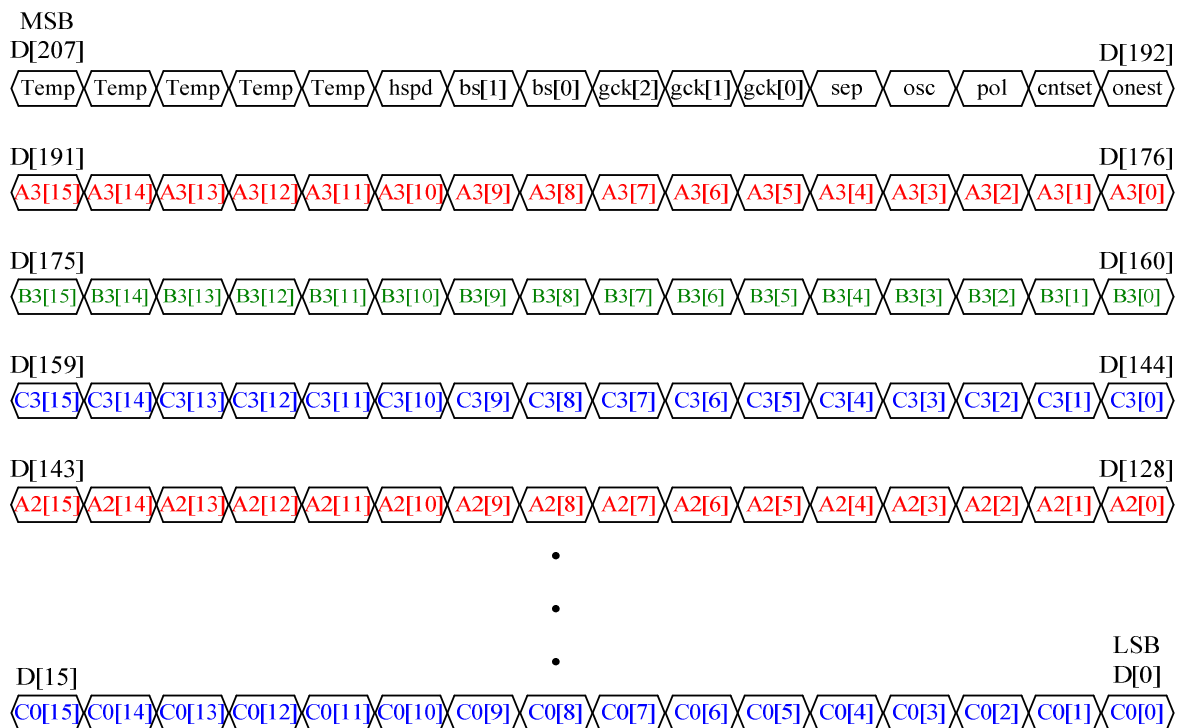 MSB
D[207] D[192]
Temp Temp Temp Temp Temp hspd bs[1] bs[0] gck[2] gck[1] gck[0] sep osc pol cntset onest
D[191] D[176]
A3[15] A3[14] A3[13] A3[12] A3[11] A3[10] A3[9] A3[8] A3[7] A3[6] A3[5] A3[4] A3[3] A3[2] A3[1] A3[0]
D[175] D[160]
B3[15] B3[14] B3[13] B3[12] B3[11] B3[10] B3[9] B3[8] B3[7] B3[6] B3[5] B3[4] B3[3] B3[2] B3[1] B3[0]
D[159] D[144]
C3[15] C3[14] C3[13] C3[12] C3[11] C3[10] C3[9] C3[8] C3[7] C3[6] C3[5] C3[4] C3[3] C3[2] C3[1] C3[0]
D[143] D[128]
A2[15] A2[14] A2[13] A2[12] A2[11] A2[10] A2[9] A2[8] A2[7] A2[6] A2[5] A2[4] A2[3] A2[2] A2[1] A2[0]
LSB
D[15] D[0]
C0[15] C0[14] C0[13] C0[12] C0[11] C0[10] C0[9] C0[8] C0[7] C0[6] C0[5] C0[4] C0[3] C0[2] C0[1] C0[0]